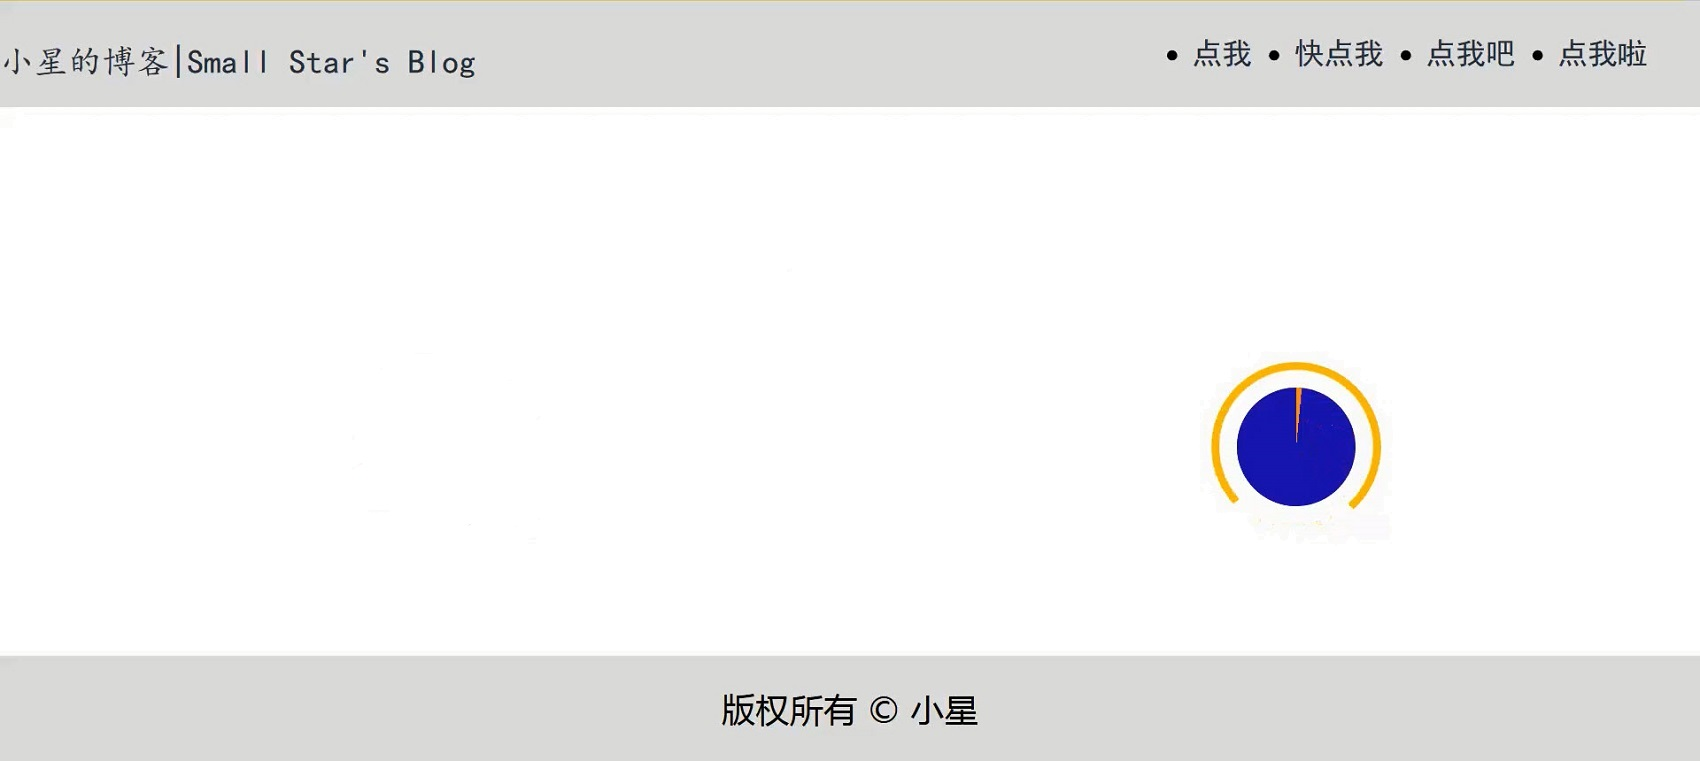 小星的博客|Small Star's Blog
• 点我 • 快点我 • 点我吧 • 点我啦
版权所有 © 小星